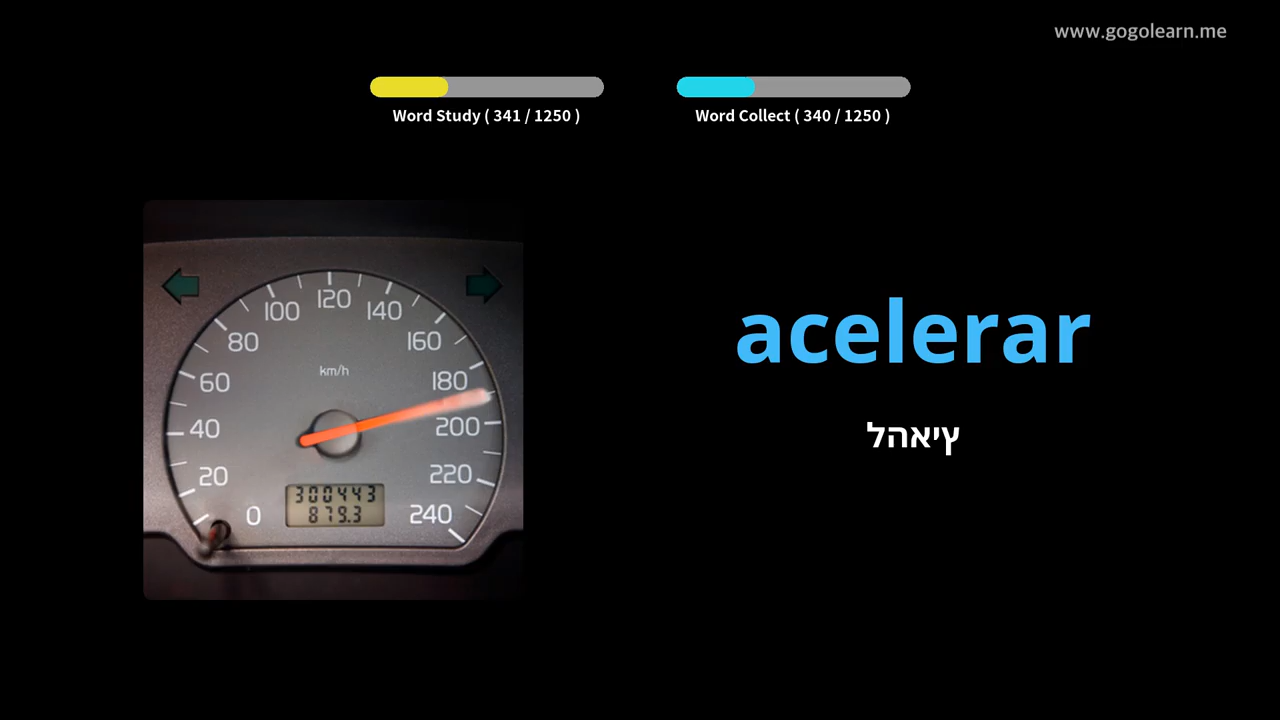 www.gogolearn.me
Word Study ( 341 / 1250 )
Word Collect ( 340 / 1250 )
0
20
40
60
80
100
120
140
160
180
200
220
240
km/h
300443
879.3
acelerar
ץיאהל